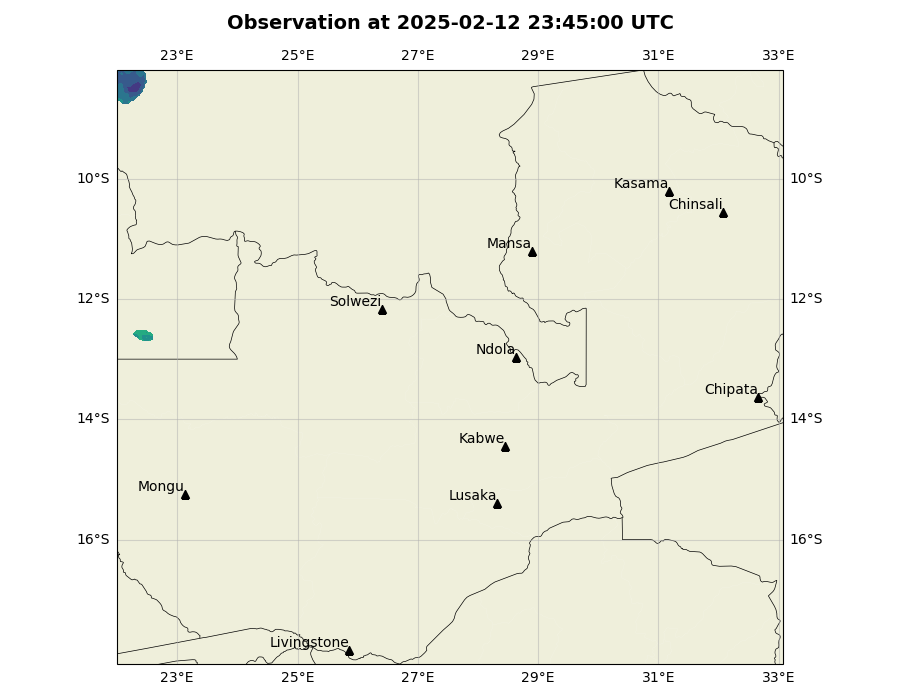 Observation at 2025-02-12 23:45:00 UTC
23°E 25°E 27°E 29°E 31°E 33°E
10°S 10°S
Kasama
Chinsali
Mansa
12°S 12°S
Solwezi
Ndola
Chipata
14°S 14°S
Kabwe
Mongu
Lusaka
16°S 16°S
Livingstone
23°E 25°E 27°E 29°E 31°E 33°E